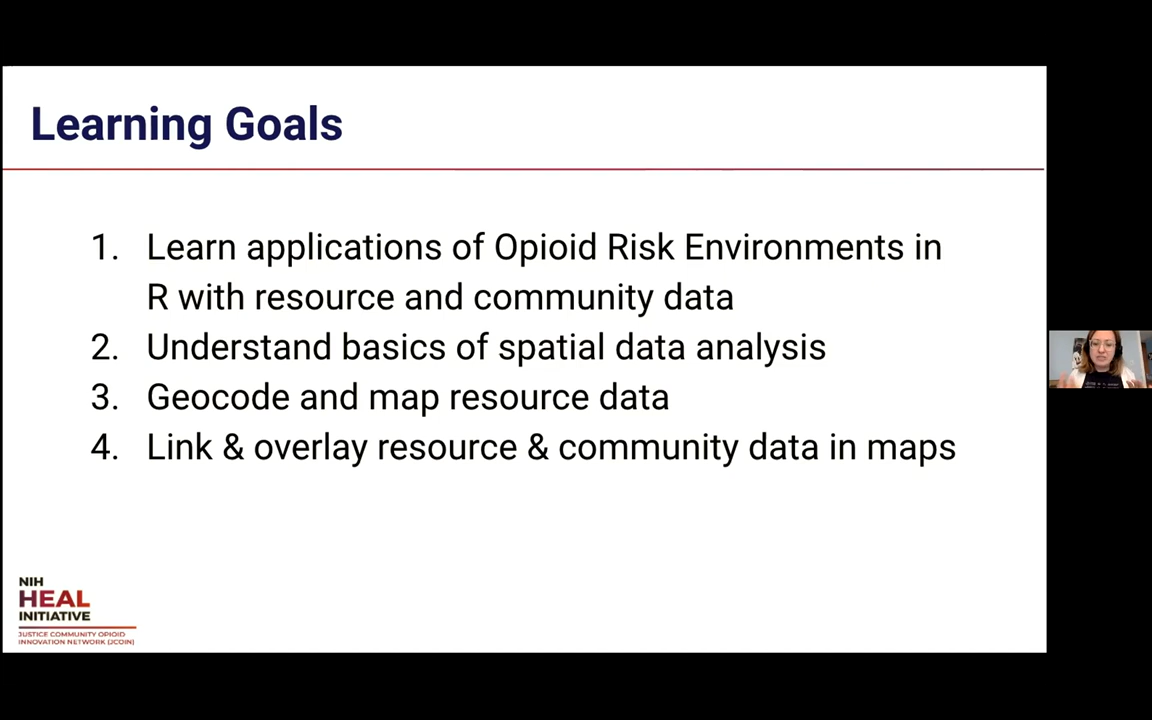 Learning Goals
1. Learn applications of Opioid Risk Environments in
R with resource and community data
2. Understand basics of spatial data analysis
3. Geocode and map resource data
4. Link & overlay resource & community data in maps
NIH
HEAL
INITIATIVE
JUSTICE COMMUNITY OPIOID
INNOVATION NETWORK (JCOIN)